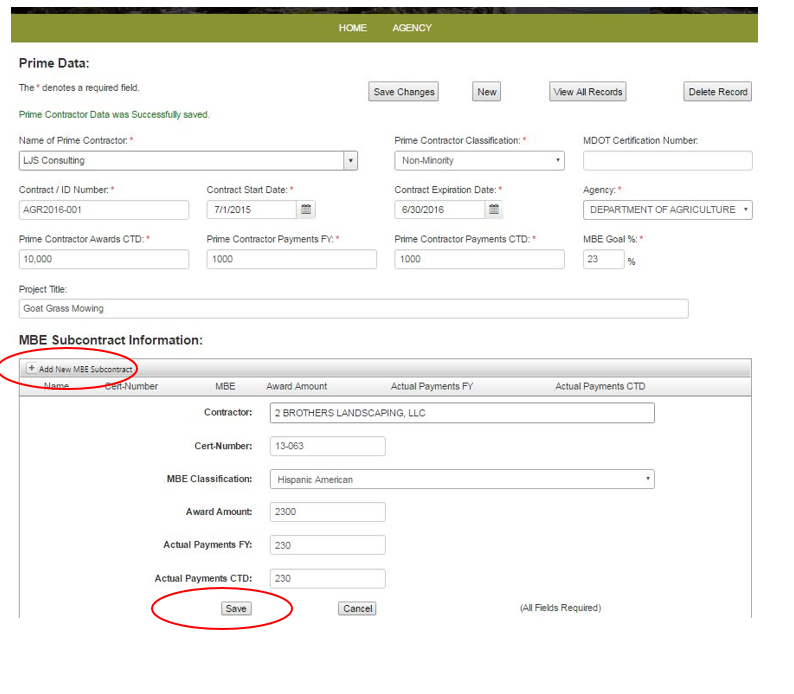 HOME AGENCY
Prime Data:
The * denotes a required field.
Save Changes New View All Records Delete Record
Prime Contractor Data was Successfully saved.
Name of Prime Contractor: * Prime Contractor Classification: * MDOT Certification Number:
LJS Consulting Non-Minority
Contract / ID Number: * Contract Start Date: * Contract Expiration Date: * Agency: *
AGR2016-001 7/1/2015 6/30/2016 DEPARTMENT OF AGRICULTURE
Prime Contractor Awards CTD: * Prime Contractor Payments FY: * Prime Contractor Payments CTD: * MBE Goal %: *
10,000 1000 1000 23 %
Project Title:
Goat Grass Mowing
MBE Subcontract Information:
+ Add New MBE Subcontract
Name Cert-Number MBE Award Amount Actual Payments FY Actual Payments CTD
Contractor: 2 BROTHERS LANDSCAPING, LLC
Cert-Number: 13-063
MBE Classification: Hispanic American
Award Amount: 2300
Actual Payments FY: 230
Actual Payments CTD: 230
Save Cancel (All Fields Required)